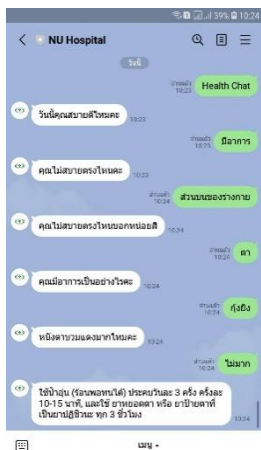 39% 10:24
NU Hospital
วันนี้
อ่านแล้ว
10:23
Health Chat
วันนี้คุณสบายดีไหมคะ
10:23
อ่านแล้ว
10:23
มีอาการ
คุณไม่สบายตรงไหนคะ
10:23
อ่านแล้ว
10:24
ส่วนบนของร่างกาย
คุณไม่สบายตรงไหนบอกหน่อยสิ
10:24
อ่านแล้ว
10:24
ตา
คุณมีอาการเป็นอย่างไรคะ
10:24
อ่านแล้ว
10:24
กุ้งยิง
หนังตาบวมแดงมากไหมคะ
10:24
อ่านแล้ว
10:24
ไม่มาก
ใช้น้ำอุ่น (ร้อนพอทนได้) ประคบวันละ 3 ครั้ง ครั้งละ
10-15 นาที, และใช้ ยาหยอดตา หรือ ยาป้ายตาที่
เป็นยาปฏิชีวนะ ทุก 3 ชั่วโมง
10:24
เมนู